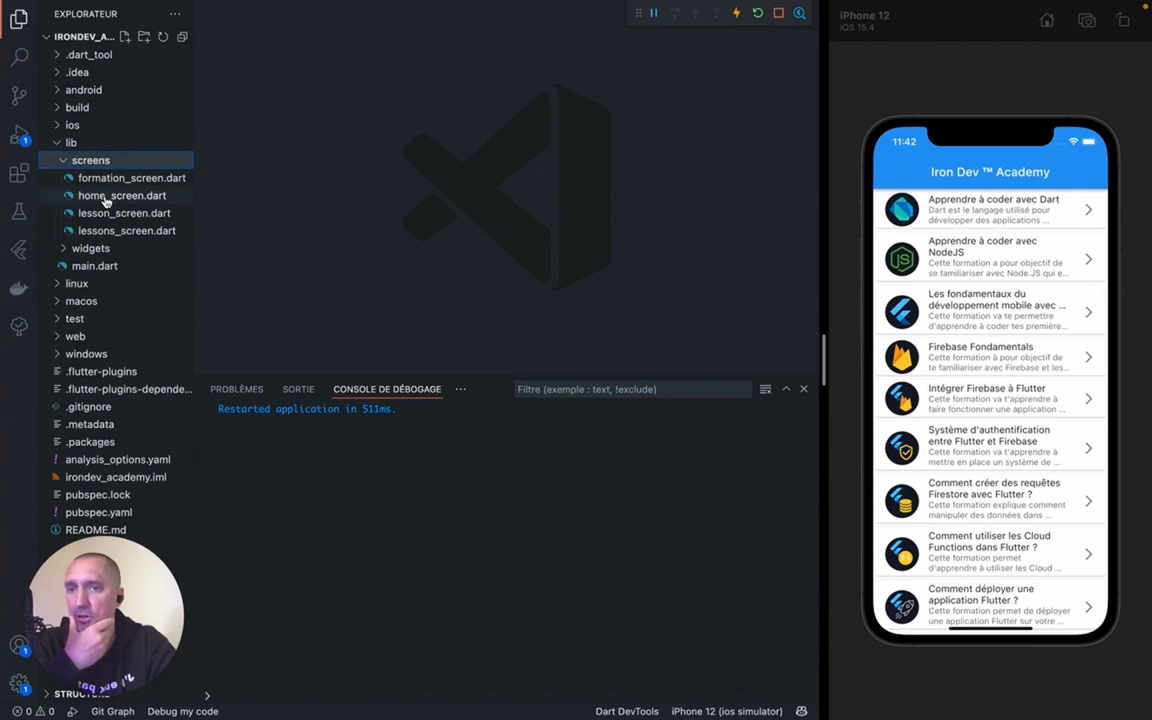 EXPLORATEUR
IRONDEV_A...
.dart_tool
.idea
android
build
ios
lib
screens
formation_screen.dart
home_screen.dart
lesson_screen.dart
lessons_screen.dart
widgets
main.dart
linux
macos
test
web
windows
.flutter-plugins
.flutter-plugins-depende...
.gitignore
.metadata
.packages
analysis_options.yaml
irondev_academy.iml
pubspec.lock
pubspec.yaml
README.md
1
1
1
PROBLÈMES SORTIE CONSOLE DE DÉBOGAGE
Filtre (exemple : text, !exclude)
Restarted application in 511ms.
0 0 Git Graph Debug my code
Dart DevTools iPhone 12 (ios simulator)
iPhone 12
iOS 15.4
11:42
Iron Dev ™ Academy
Apprendre à coder avec Dart
Dart est le langage utilisé pour
développer des applications ...
Apprendre à coder avec
NodeJS
Cette formation a pour objectif de
se familiariser avec Node.JS qui e...
Les fondamentaux du
développement mobile avec ...
Cette formation va te permettre
d'apprendre à coder tes première...
Firebase Fondamentals
Cette formation a pour objectif de
te familiariser avec Firebase et les...
Intégrer Firebase à Flutter
Cette formation va t'apprendre à
faire fonctionner une application ...
Système d'authentification
entre Flutter et Firebase
Cette formation va t'apprendre à
mettre en place un système de ...
Comment créer des requêtes
Firestore avec Flutter ?
Cette formation explique comment
manipuler des données dans ...
Comment utiliser les Cloud
Functions dans Flutter ?
Cette formation permet
d'apprendre à utiliser les Cloud ...
Comment déployer une
application Flutter ?
Cette formation permet de déployer
une application Flutter sur votre ...